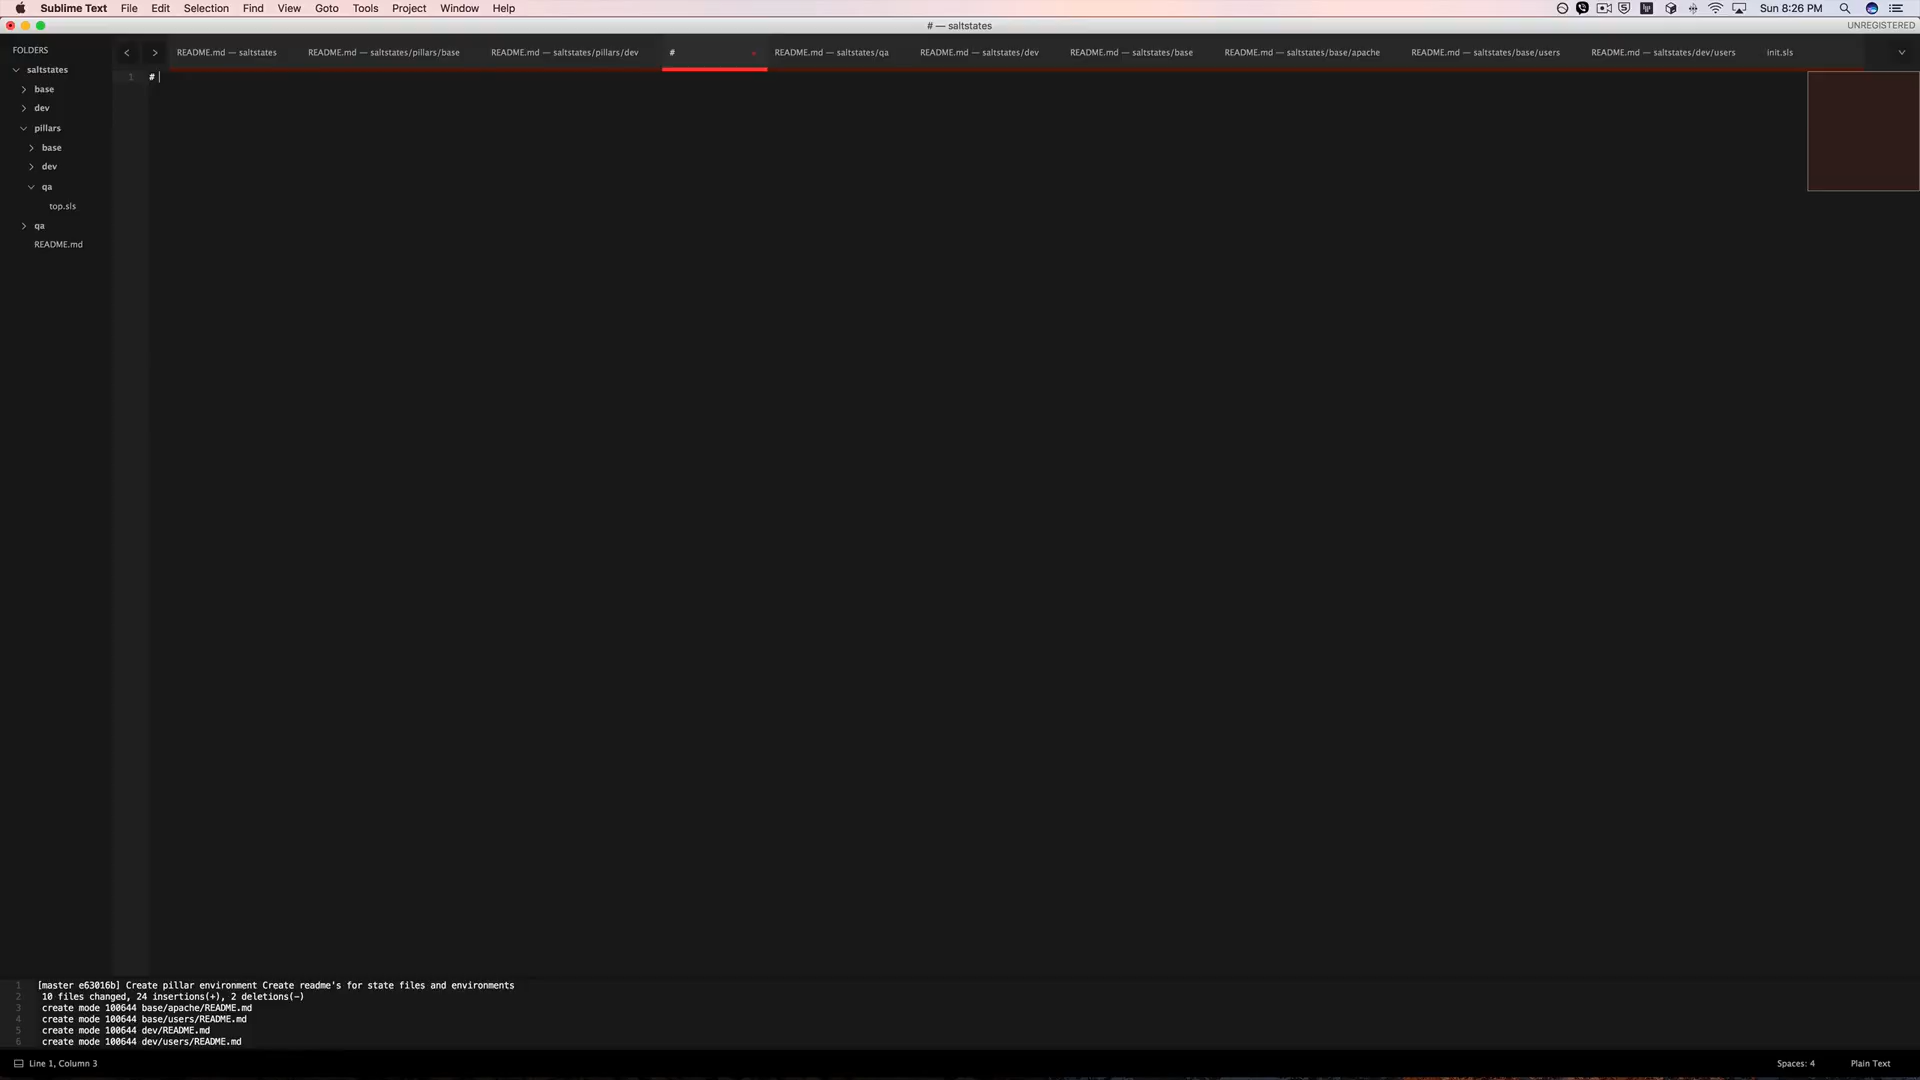 Sublime Text File Edit Selection Find View Goto Tools Project Window Help Sun 8:26 PM
# — saltstates UNREGISTERED
FOLDERS
saltstates
base
dev
pillars
base
dev
qa
top.sls
qa
README.md
README.md — saltstates README.md — saltstates/pillars/base README.md — saltstates/pillars/dev # README.md — saltstates/qa README.md — saltstates/dev README.md — saltstates/base README.md — saltstates/base/apache README.md — saltstates/base/users README.md — saltstates/dev/users init.sls
1 #
1 [master e63016b] Create pillar environment Create readme's for state files and environments
2 10 files changed, 24 insertions(+), 2 deletions(-)
3 create mode 100644 base/apache/README.md
4 create mode 100644 base/users/README.md
5 create mode 100644 dev/README.md
6 create mode 100644 dev/users/README.md
Line 1, Column 3 Spaces: 4 Plain Text